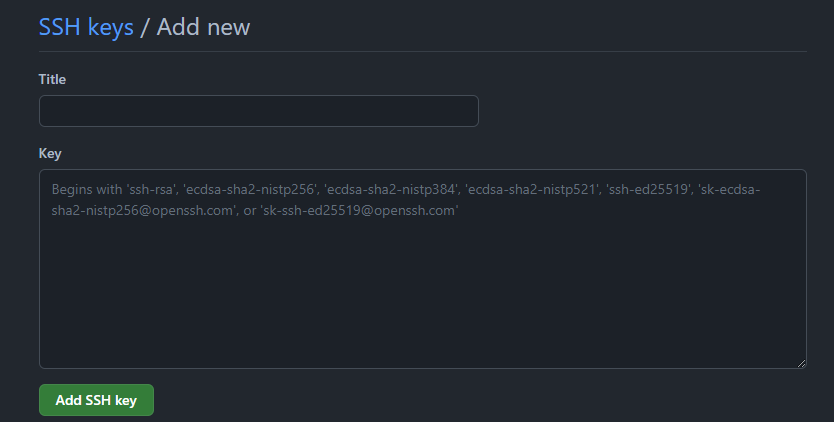 SSH keys / Add new
Title
Key
Begins with 'ssh-rsa', 'ecdsa-sha2-nistp256', 'ecdsa-sha2-nistp384', 'ecdsa-sha2-nistp521', 'ssh-ed25519', 'sk-ecdsa-
sha2-nistp256@openssh.com', or 'sk-ssh-ed25519@openssh.com'
Add SSH key